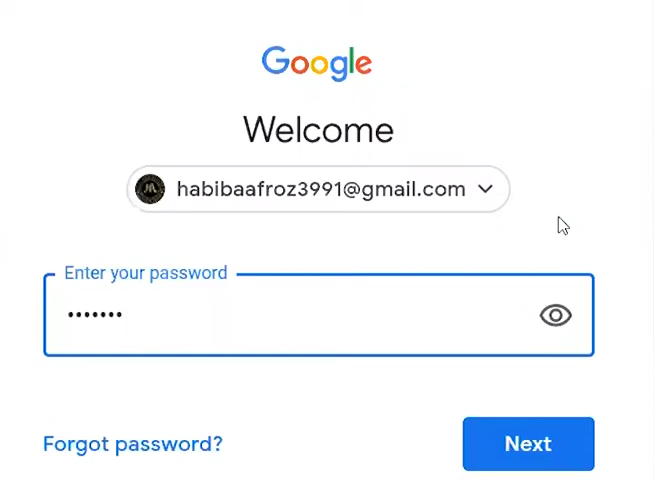 Google
Welcome
habibaafroz3991@gmail.com
Enter your password
•••••••
Forgot password?
Next